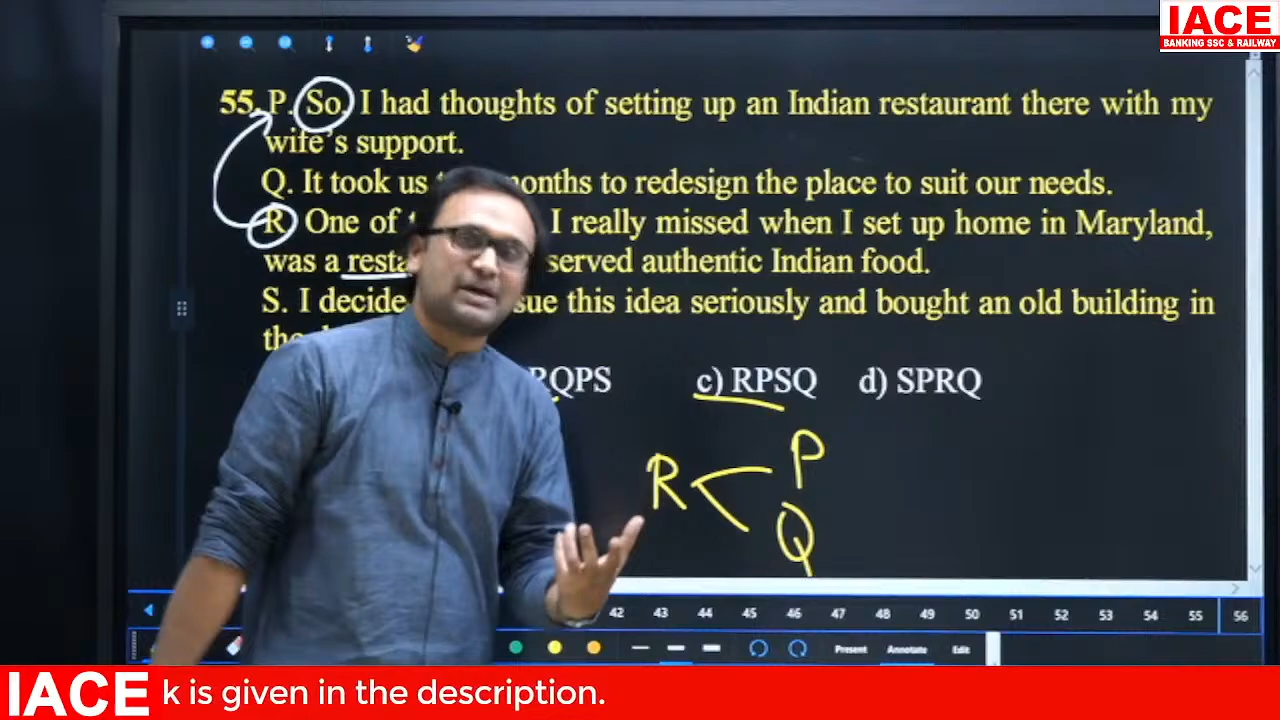 IACE
BANKING SSC & RAILWAY
55. P. So, I had thoughts of setting up an Indian restaurant there with my
wife's support.
Q. It took us months to redesign the place to suit our needs.
R One of I really missed when I set up home in Maryland,
was a served authentic Indian food.
S. I this idea seriously and bought an old building in
RQPS c) RPSQ d) SPRQ
R P
Q
42 43 44 45 46 47 48 49 50 51 52 53 54 55 56
Present Annotate Edit
IACE k is given in the description.